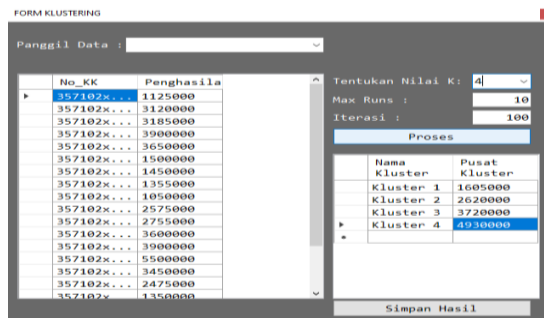 FORM KLUSTERING
Panggil Data :
No_KK Penghasila
357102x... 1125000
357102x... 3120000
357102x... 3185000
357102x... 3900000
357102x... 3650000
357102x... 1500000
357102x... 1450000
357102x... 1355000
357102x... 1050000
357102x... 2575000
357102x... 2755000
357102x... 3600000
357102x... 3900000
357102x... 5500000
357102x... 3450000
357102x... 2475000
357102x 1350000
Tentukan Nilai K: 4
Max Runs : 10
Iterasi : 100
Proses
Nama Kluster Pusat Kluster
Kluster 1 1605000
Kluster 2 2620000
Kluster 3 3720000
Kluster 4 4930000
Simpan Hasil